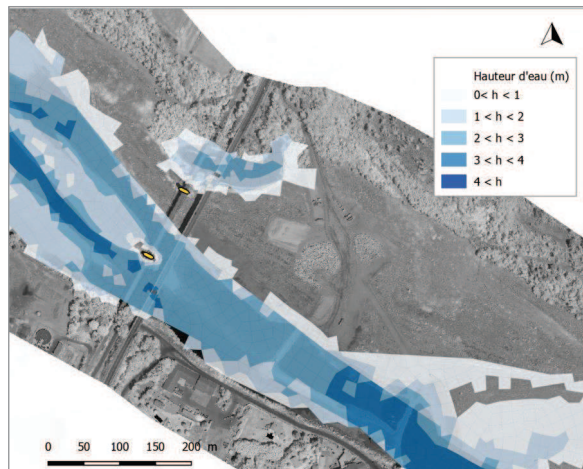 Hauteur d'eau (m)
0< h < 1
1 < h < 2
2 < h < 3
3 < h < 4
4 < h
0 50 100 150 200 m